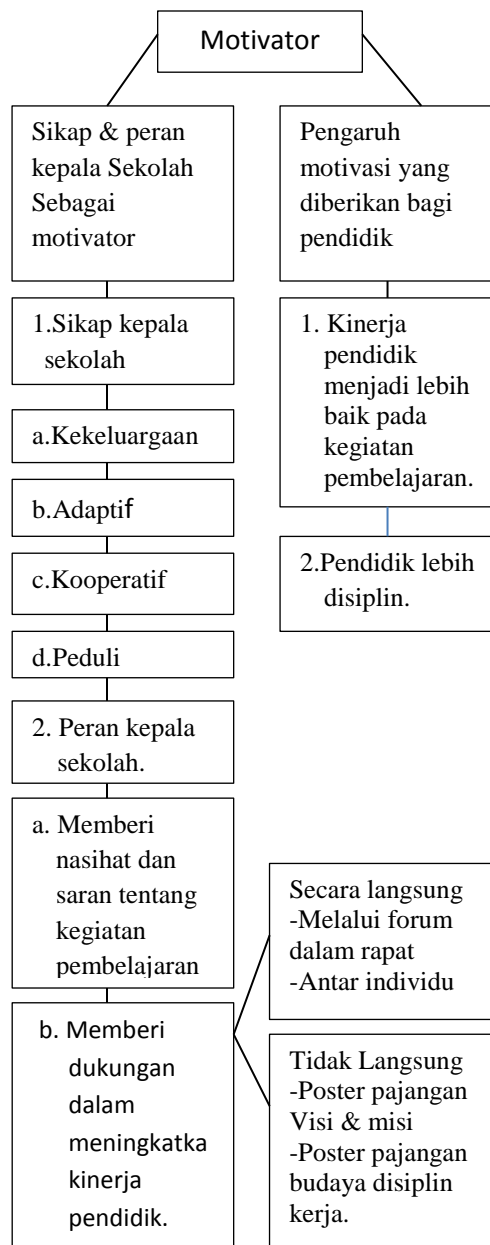 Motivator
Sikap & peran
kepala Sekolah
Sebagai
motivator
1.Sikap kepala
sekolah
a.Kekeluargaan
b.Adaptif
c.Kooperatif
d.Peduli
2. Peran kepala
sekolah.
a. Memberi
nasihat dan
saran tentang
kegiatan
pembelajaran
b. Memberi
dukungan
dalam
meningkatka
kinerja
pendidik.
Secara langsung
-Melalui forum
dalam rapat
-Antar individu
Tidak Langsung
-Poster pajangan
Visi & misi
-Poster pajangan
budaya disiplin
kerja.
Pengaruh
motivasi yang
diberikan bagi
pendidik
1. Kinerja
pendidik
menjadi lebih
baik pada
kegiatan
pembelajaran.
2.Pendidik lebih
disiplin.